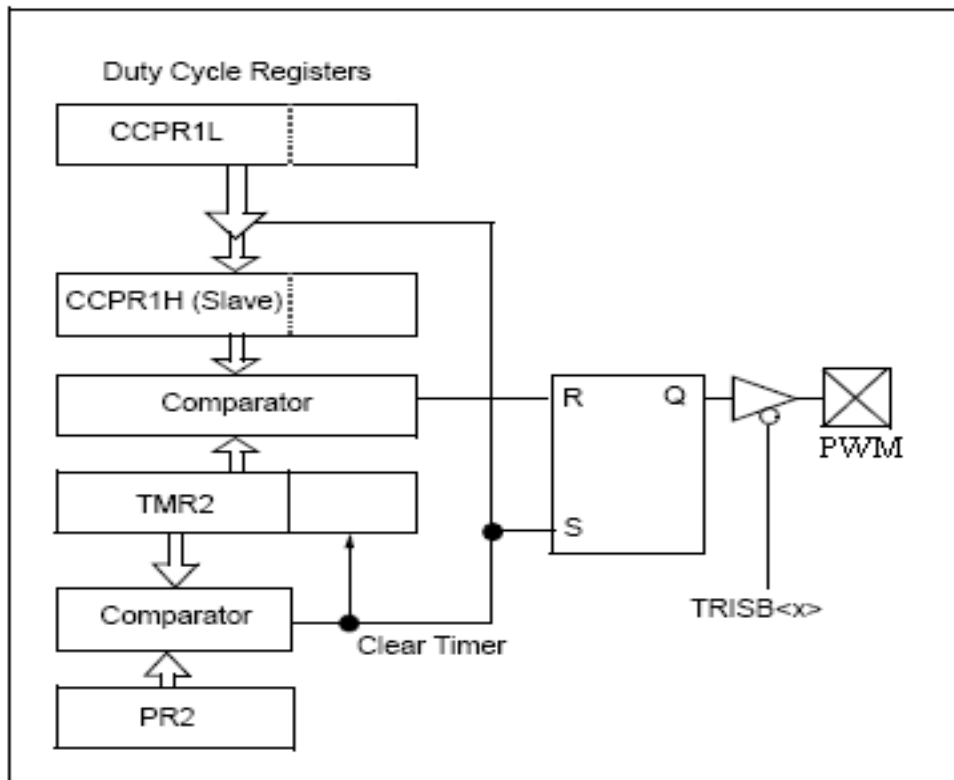 Duty Cycle Registers
CCPR1L
CCPR1H (Slave)
Comparator
R
Q
PWM
TMR2
S
Comparator
TRISB<x>
Clear Timer
PR2